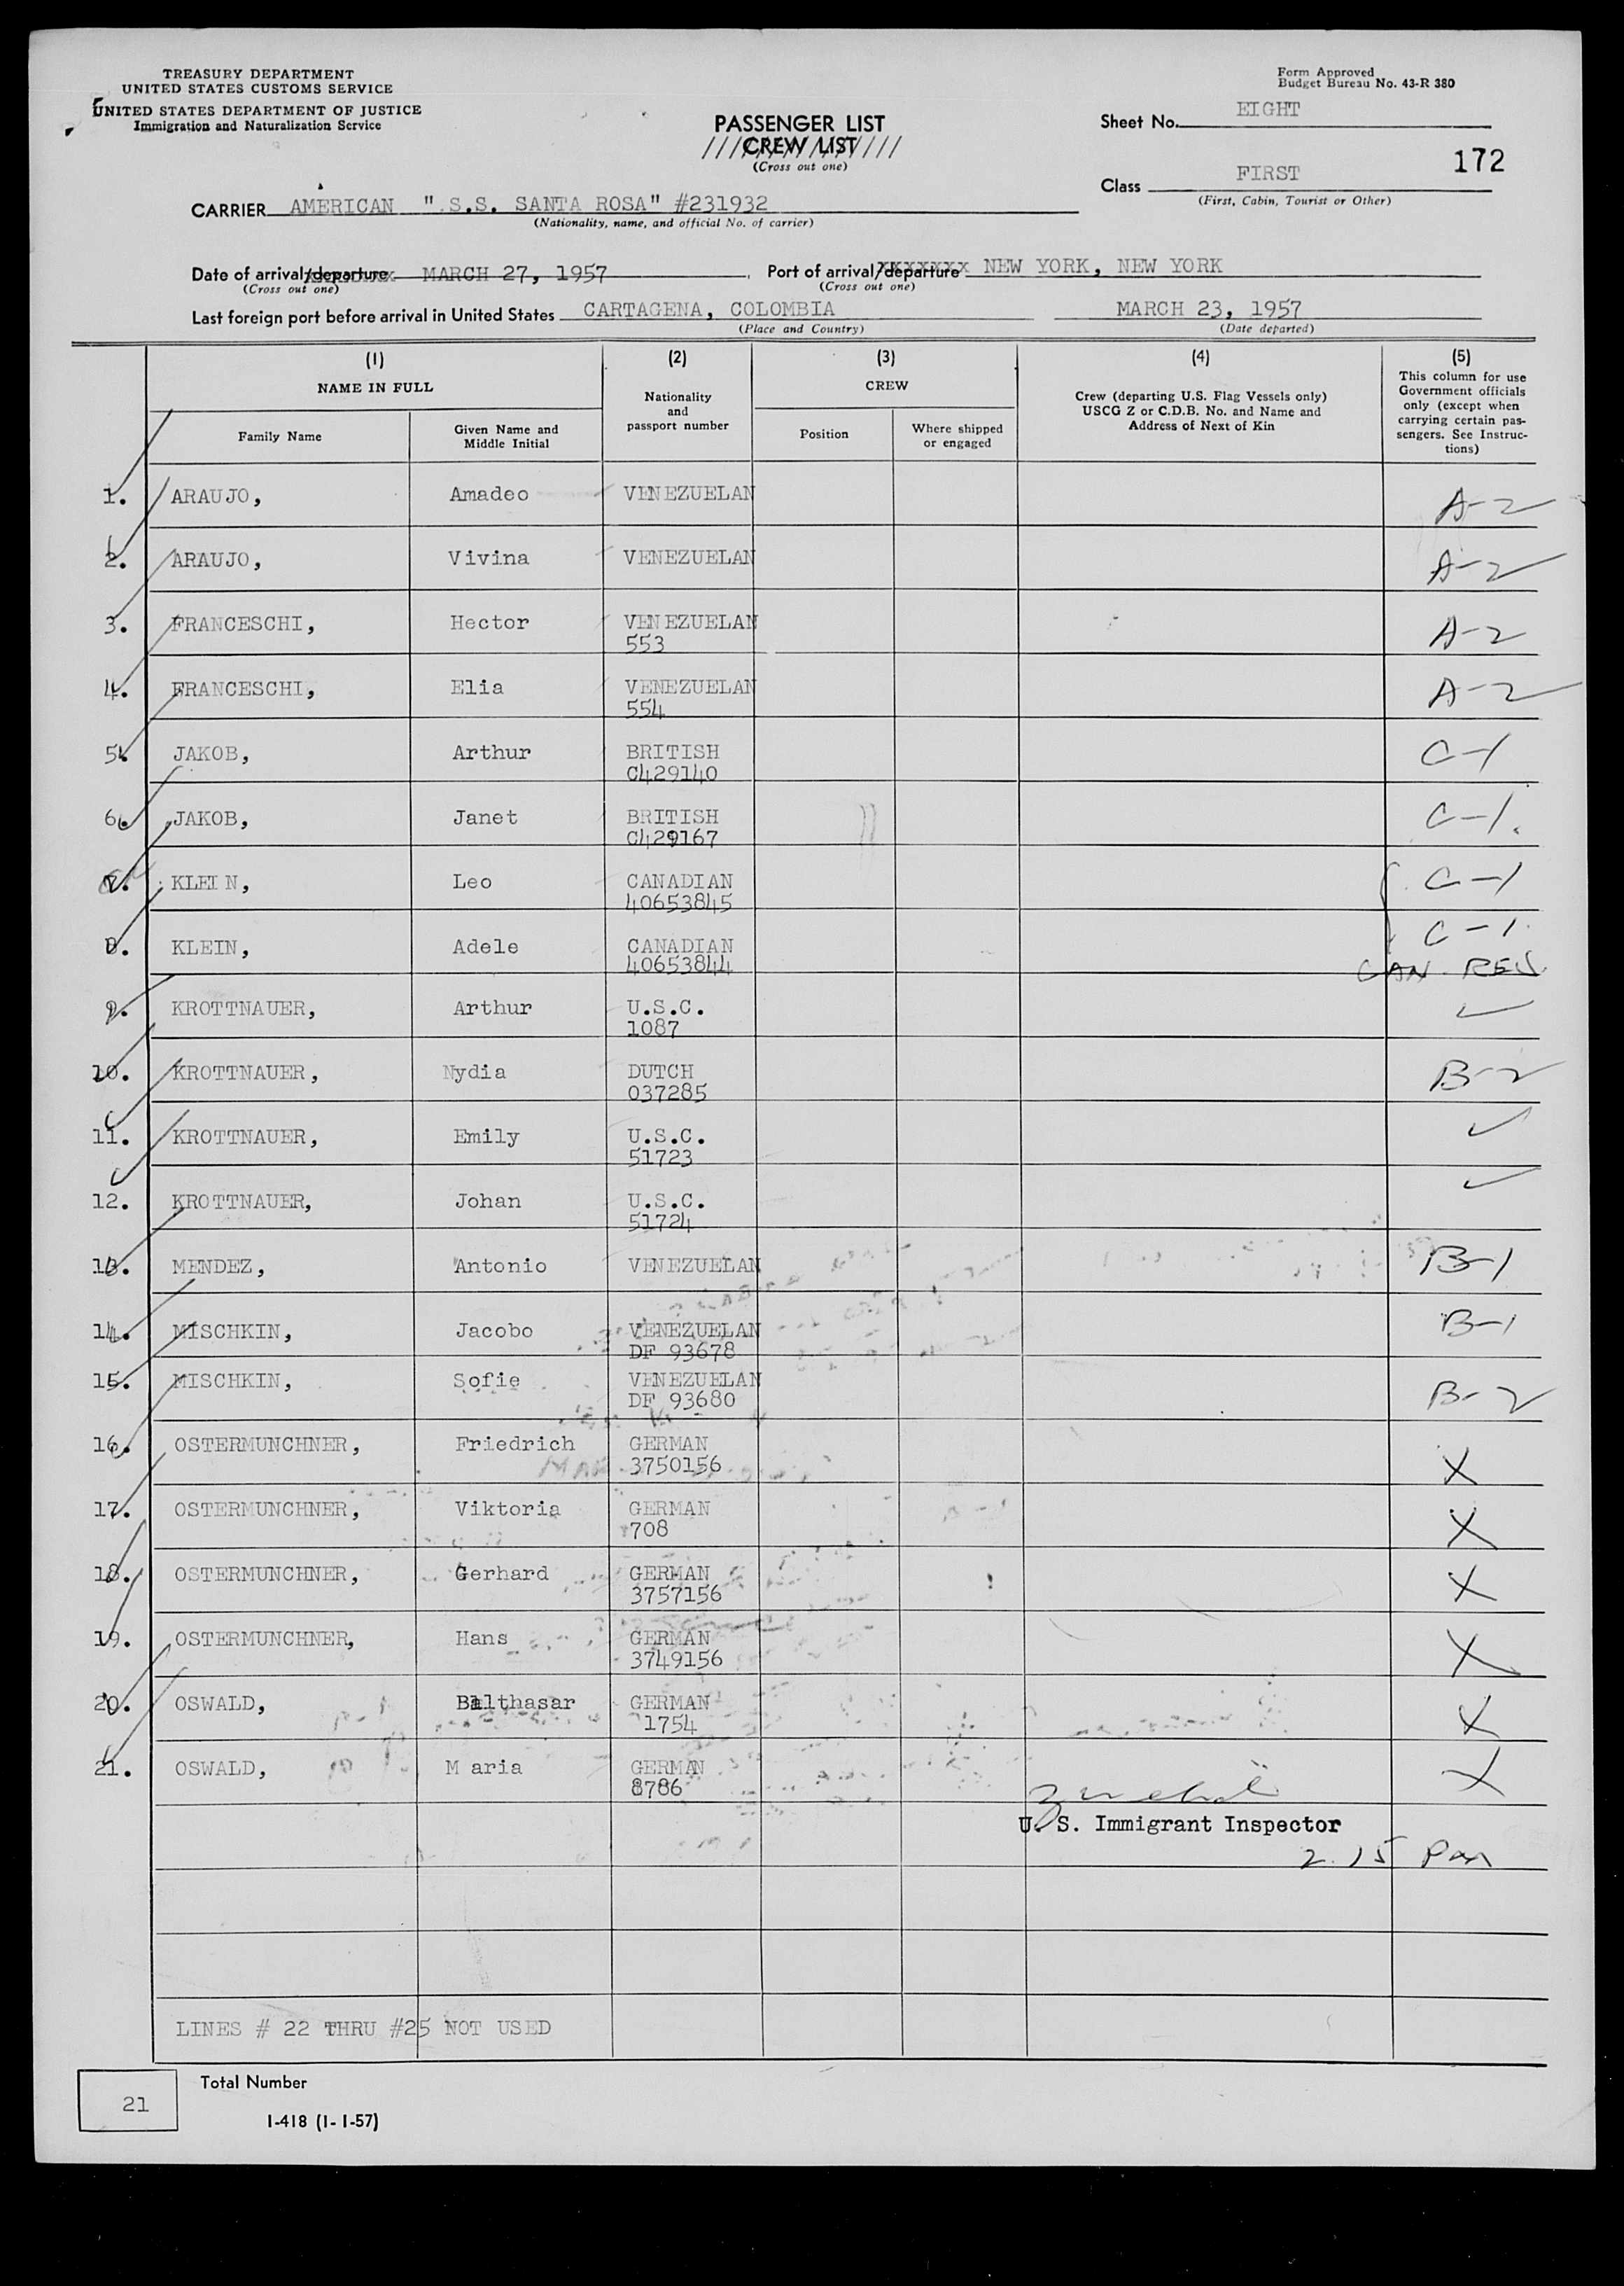 TREASURY DEPARTMENT
UNITED STATES CUSTOMS SERVICE
UNITED STATES DEPARTMENT OF JUSTICE
Immigration and Naturalization Service
Form Approved
Budget Bureau No. 43-R 380
PASSENGER LIST
CREW LIST
(Cross out one)
Sheet No. EIGHT
172
Class FIRST
(First, Cabin, Tourist or Other)
CARRIER AMERICAN " S.S. SANTA ROSA" #231932
(Nationality, name, and official No. of carrier)
Date of arrival/departure MARCH 27, 1957 Port of arrival/departure NEW YORK, NEW YORK
(Cross out one) (Cross out one)
Last foreign port before arrival in United States CARTAGENA, COLOMBIA MARCH 23, 1957
(Place and Country) (Date departed)
(1) (2) (3) (4) (5)
NAME IN FULL
Family Name
Given Name and
Middle Initial
Nationality
and
passport number
CREW
Position
Where shipped
or engaged
Crew (departing U.S. Flag Vessels only)
USCG Z or C.D.B. No. and Name and
Address of Next of Kin
This column for use
Government officials
only (except when
carrying certain pas-
sengers. See Instruc-
tions)
1. ARAUJO, Amadeo VENEZUELAN A-2
2. ARAUJO, Vivina VENEZUELAN A-2
3. FRANCESCHI, Hector VENEZUELAN A-2
553
4. FRANCESCHI, Elia VENEZUELAN A-2
554
5. JAKOB, Arthur BRITISH C-1
C429140
6. JAKOB, Janet BRITISH C-1.
C429167
7. KLEIN, Leo CANADIAN C-1
40653845
8. KLEIN, Adele CANADIAN C-1
40653844 CAN. RES.
9. KROTTNAUER, Arthur U.S.C. ✓
1087
10. KROTTNAUER, Nydia DUTCH B-2
037285
11. KROTTNAUER, Emily U.S.C. ✓
51723
12. KROTTNAUER, Johan U.S.C. ✓
51724
13. MENDEZ, Antonio VENEZUELAN B-1
14. MISCHKIN, Jacobo VENEZUELAN B-1
DF 93678
15. MISCHKIN, Sofie VENEZUELAN B-2
DF 93680
16. OSTERMUNCHNER, Friedrich GERMAN X
3750156
17. OSTERMUNCHNER, Viktoria GERMAN X
708
18. OSTERMUNCHNER, Gerhard GERMAN X
3757156
19. OSTERMUNCHNER, Hans GERMAN X
3749156
20. OSWALD, Balthasar GERMAN X
1754
21. OSWALD, Maria GERMAN X
8786
U. S. Immigrant Inspector
2.15 PM
LINES # 22 THRU #25 NOT USED
21 Total Number
I-418 (1-1-57)